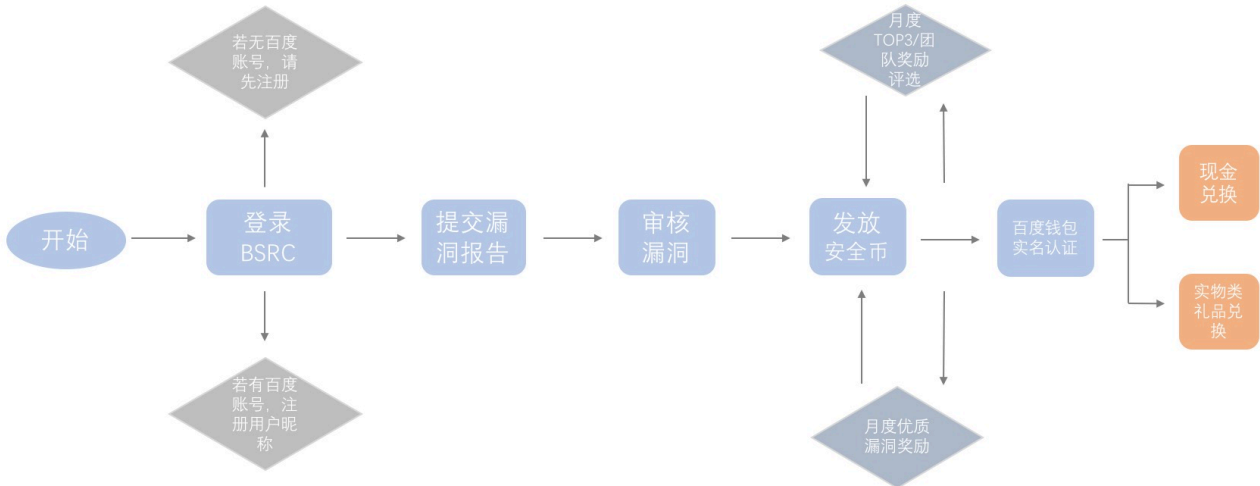 若无百度
账号，请
先注册
月度
TOP3/团
队奖励
评选
开始
登录
BSRC
提交漏
洞报告
审核
漏洞
发放
安全币
百度钱包
实名认证
现金
兑换
实物类
礼品兑
换
若有百度
账号，注
册用户昵
称
月度优质
漏洞奖励